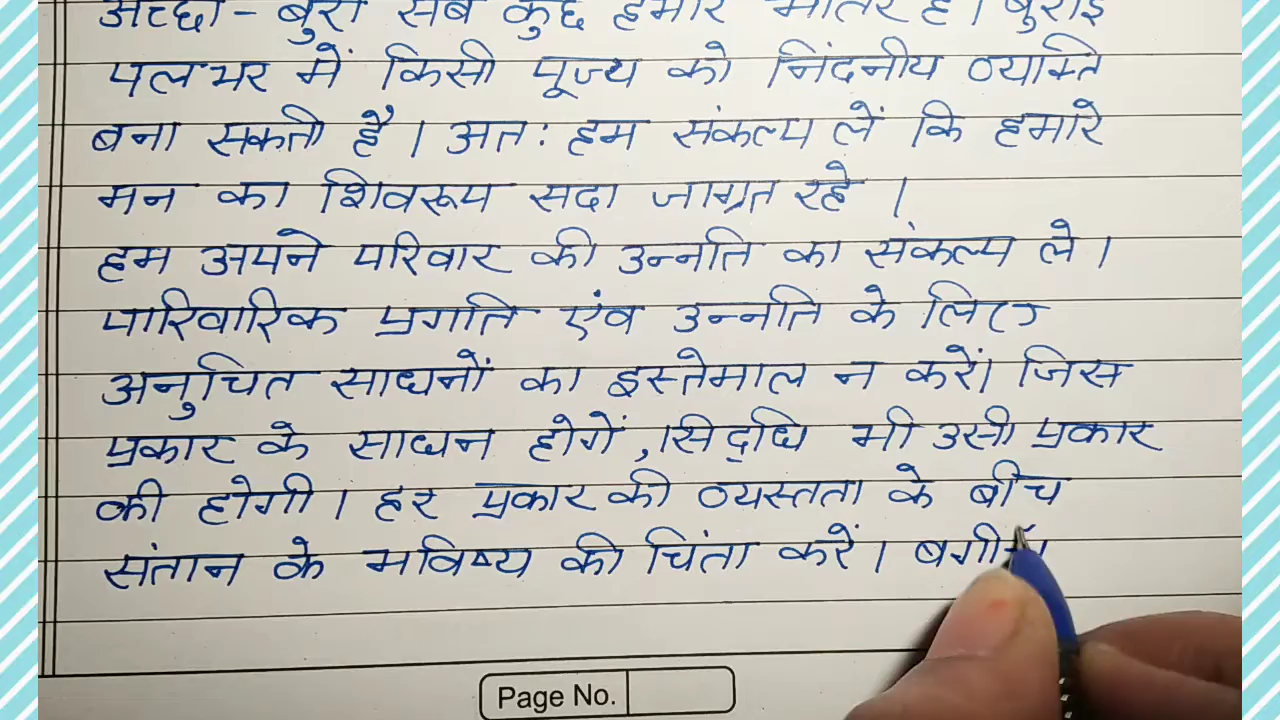 अच्छा - बुरा सब कुछ हमारे भीतर है । बुराई
पलभर में किसी पूज्य को निंदनीय व्यक्ति
बना सकती है । अत: हम संकल्प लें कि हमारे
मन का शिवरूप सदा जाग्रत रहे ।
हम अपने परिवार की उन्नति का संकल्प ले ।
पारिवारिक प्रगति एंव उन्नति के लिए
अनुचित साधनों का इस्तेमाल न करें। जिस
प्रकार के साधन होगें ,सिद्धि भी उसी प्रकार
की होगी । हर प्रकार की व्यस्तता के बीच
संतान के भविष्य की चिंता करें ।
Page No.